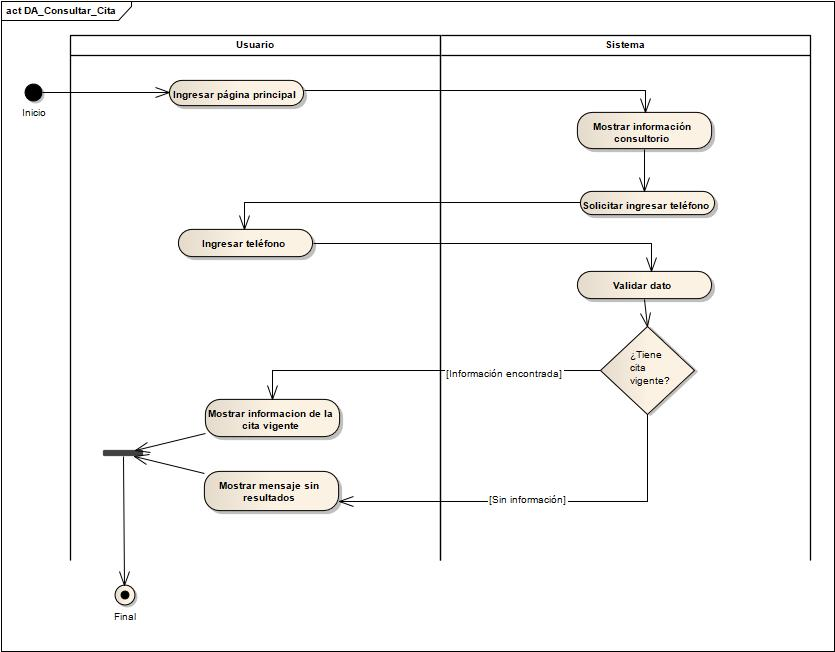 act DA_Consultar_Cita
Usuario
Sistema
Inicio
Ingresar página principal
Mostrar información
consultorio
Solicitar ingresar teléfono
Ingresar teléfono
Validar dato
¿Tiene
cita
vigente?
[Información encontrada]
Mostrar informacion de la
cita vigente
Mostrar mensaje sin
resultados
[Sin información]
Final